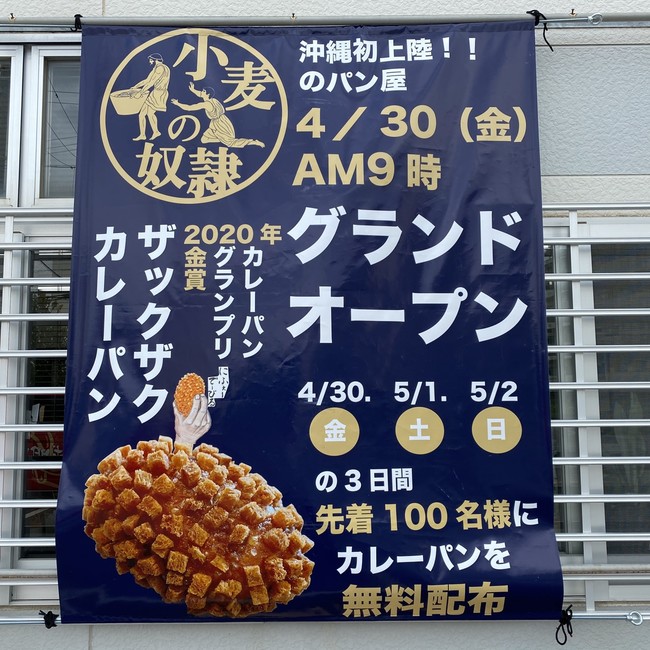 小麦
の
奴隷
沖縄初上陸！！
のパン屋
4／30（金）
AM9時
グランド
オープン
2020年
カレーパン
グランプリ
金賞
ザックザク
カレーパン
4/30. 5/1. 5/2
金 土 日
の3日間
先着100名様に
カレーパンを
無料配布